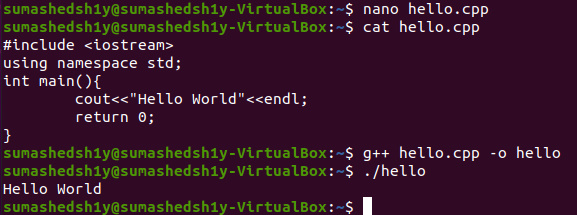 sumashedsh1y@sumashedsh1y-VirtualBox:~$ nano hello.cpp
sumashedsh1y@sumashedsh1y-VirtualBox:~$ cat hello.cpp
#include <iostream>
using namespace std;
int main(){
        cout<<"Hello World"<<endl;
        return 0;
}
sumashedsh1y@sumashedsh1y-VirtualBox:~$ g++ hello.cpp -o hello
sumashedsh1y@sumashedsh1y-VirtualBox:~$ ./hello
Hello World
sumashedsh1y@sumashedsh1y-VirtualBox:~$